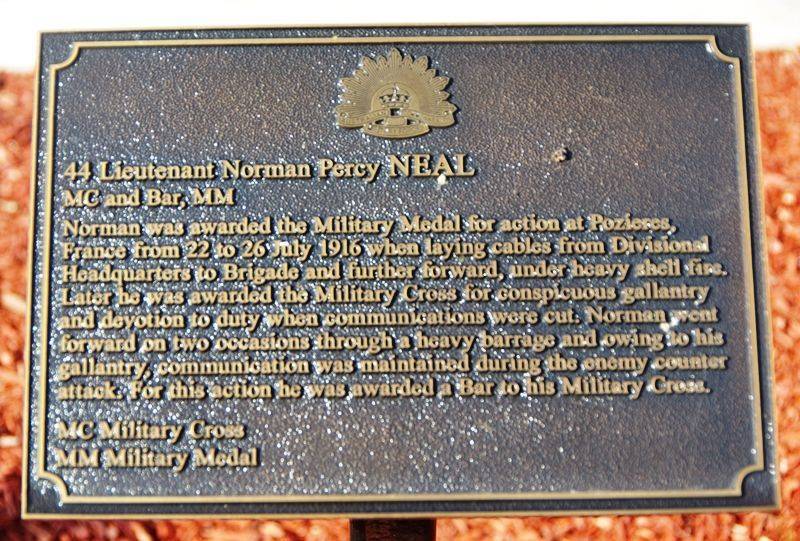 44 Lieutenant Norman Percy NEAL
MC and Bar, MM
Norman was awarded the Military Medal for action at Pozieres,
France from 22 to 26 July 1916 when laying cables from Divisional
Headquarters to Brigade and further forward, under heavy shell fire.
Later he was awarded the Military Cross for conspicuous gallantry
and devotion to duty when communications were cut. Norman went
forward on two occasions through a heavy barrage and owing to his
gallantry, communication was maintained during the enemy counter
attack. For this action he was awarded a Bar to his Military Cross.
MC Military Cross
MM Military Medal